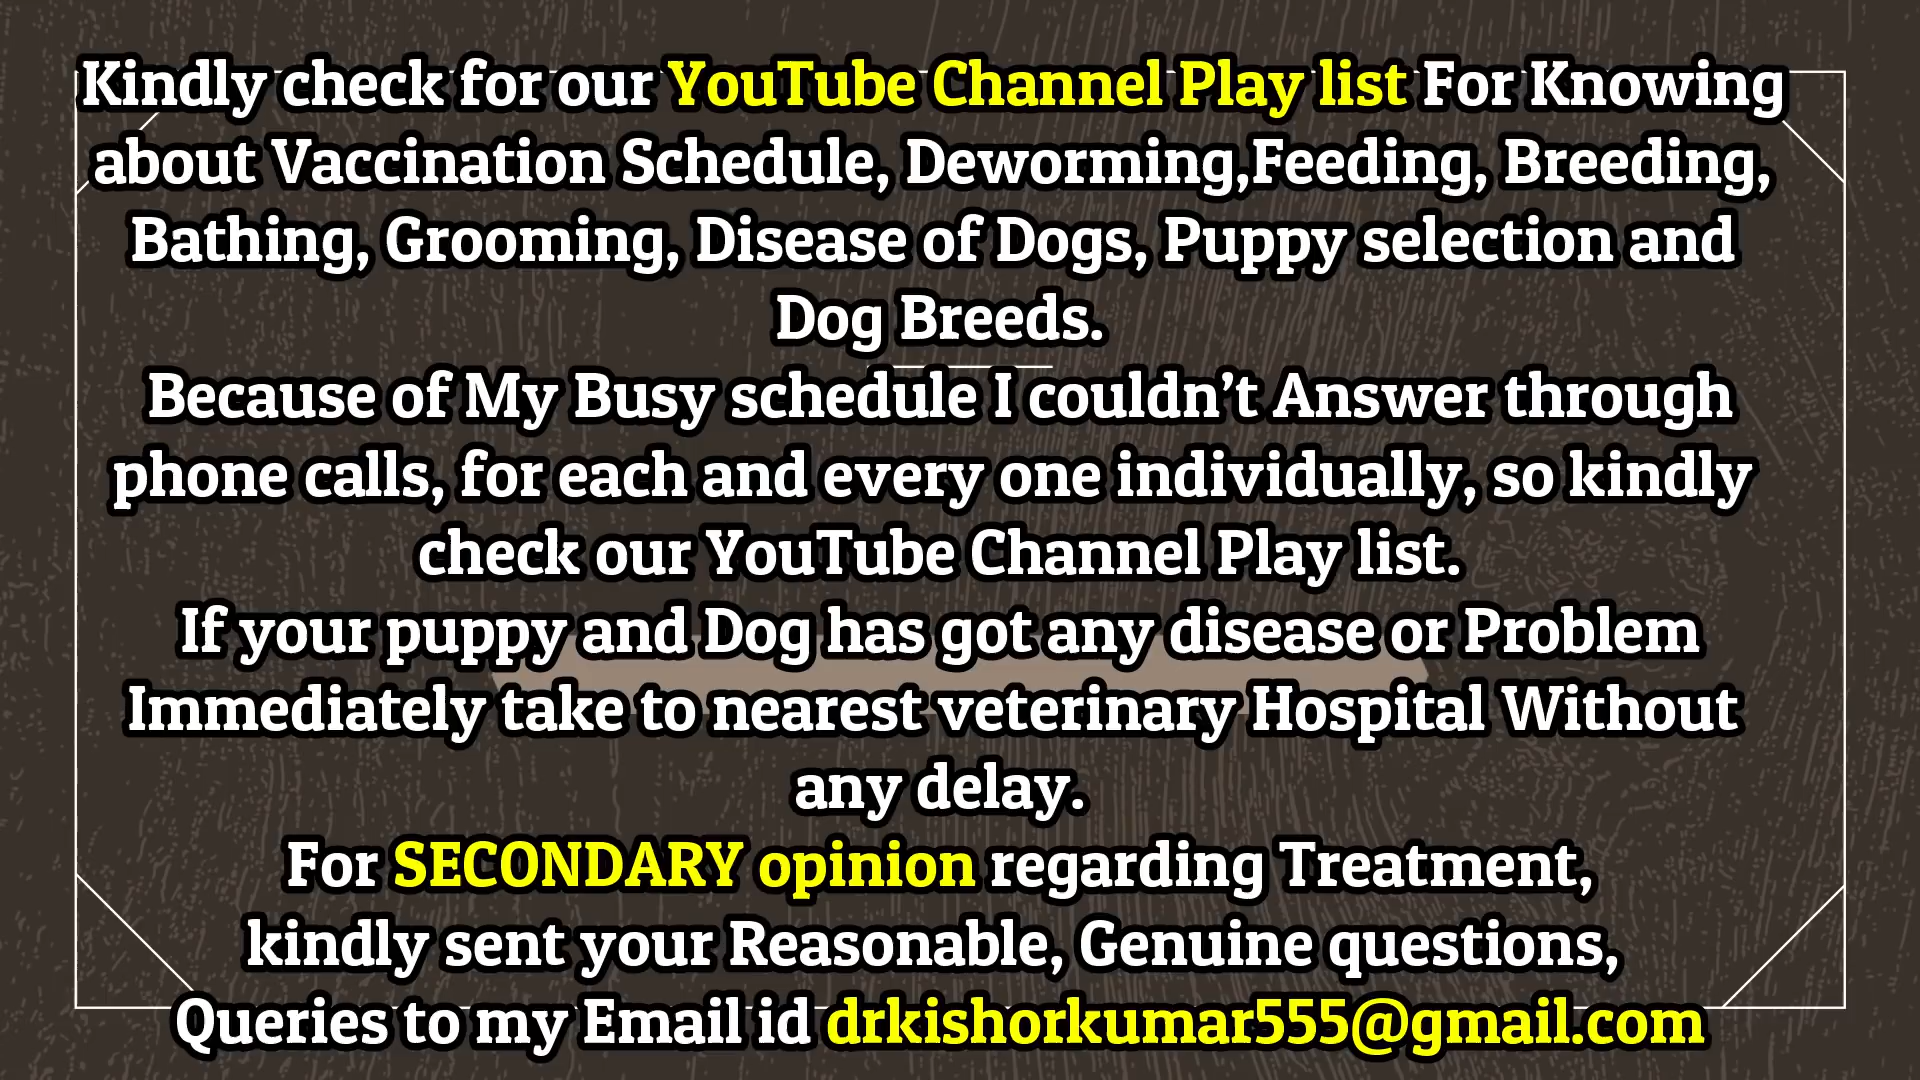 Kindly check for our YouTube Channel Play list For Knowing
about Vaccination Schedule, Deworming,Feeding, Breeding,
Bathing, Grooming, Disease of Dogs, Puppy selection and
Dog Breeds.
Because of My Busy schedule I couldn’t Answer through
phone calls, for each and every one individually, so kindly
check our YouTube Channel Play list.
If your puppy and Dog has got any disease or Problem
Immediately take to nearest veterinary Hospital Without
any delay.
For SECONDARY opinion regarding Treatment,
kindly sent your Reasonable, Genuine questions,
Queries to my Email id drkishorkumar555@gmail.com